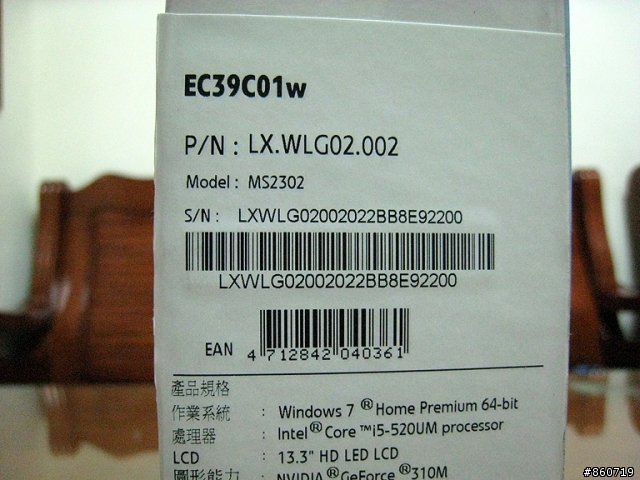 EC39C01w
P/N : LX.WLG02.002
Model : MS2302
S/N : LXWLG02002022BB8E92200
LXWLG02002022BB8E92200
EAN 4 712842 040361
產品規格
作業系統 : Windows 7 ® Home Premium 64-bit
處理器 : Intel® Core ™i5-520UM processor
LCD : 13.3" HD LED LCD
圖形能力 : NVIDIA® GeForce ® 310M
#860719